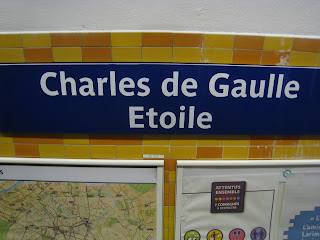 Charles de Gaulle
Etoile
ATTENTIFS
ENSEMBLE